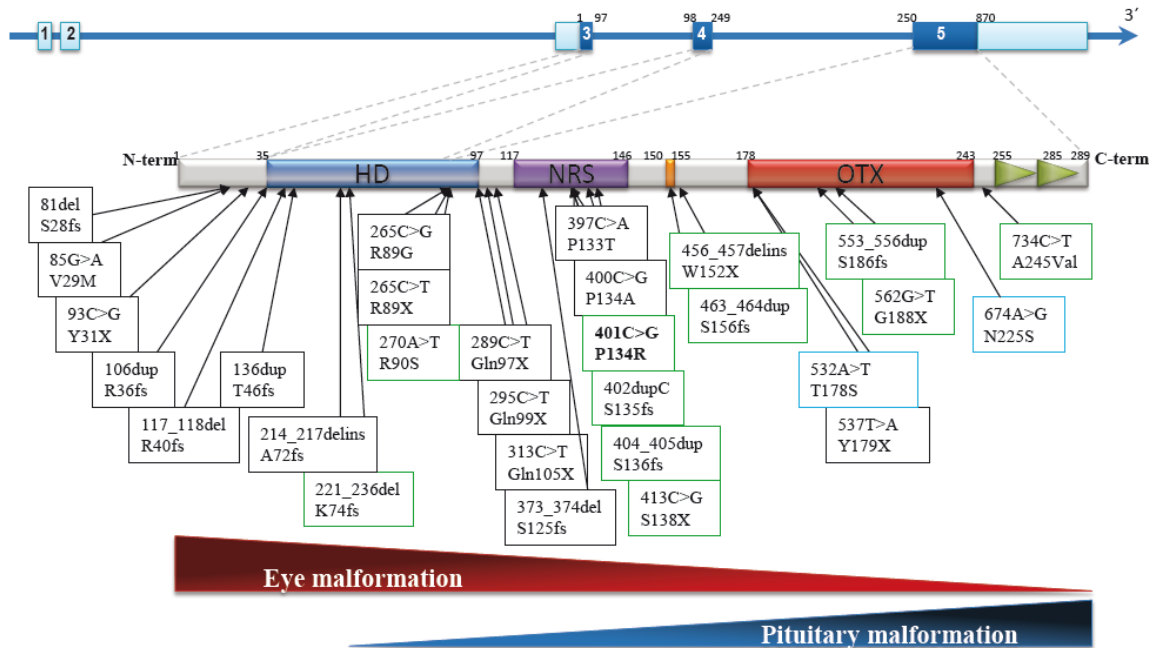 1 97 98 249 250 870 3´
1 2 3 4 5
N-term 1 35 97 117 146 150 155 178 243 255 285 289 C-term
HD NRS OTX
81del
S28fs
85G>A
V29M
93C>G
Y31X
106dup
R36fs
117_118del
R40fs
136dup
T46fs
214_217delins
A72fs
221_236del
K74fs
265C>G
R89G
265C>T
R89X
270A>T
R90S
289C>T
Gln97X
295C>T
Gln99X
313C>T
Gln105X
373_374del
S125fs
397C>A
P133T
400C>G
P134A
401C>G
P134R
402dupC
S135fs
404_405dup
S136fs
413C>G
S138X
456_457delins
W152X
463_464dup
S156fs
532A>T
T178S
537T>A
Y179X
553_556dup
S186fs
562G>T
G188X
674A>G
N225S
734C>T
A245Val
Eye malformation
Pituitary malformation